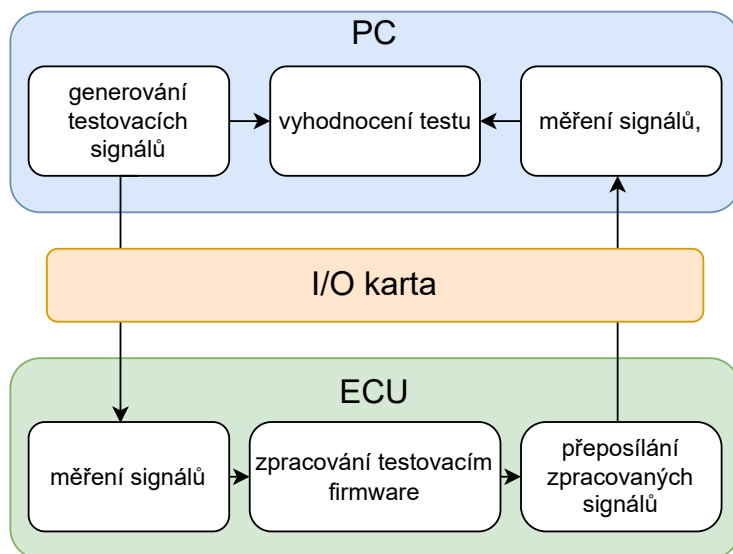 PC
generování
testovacích
signálů
vyhodnocení testu
měření signálů,
I/O karta
ECU
měření signálů
zpracování testovacím
firmware
přeposílání
zpracovaných
signálů